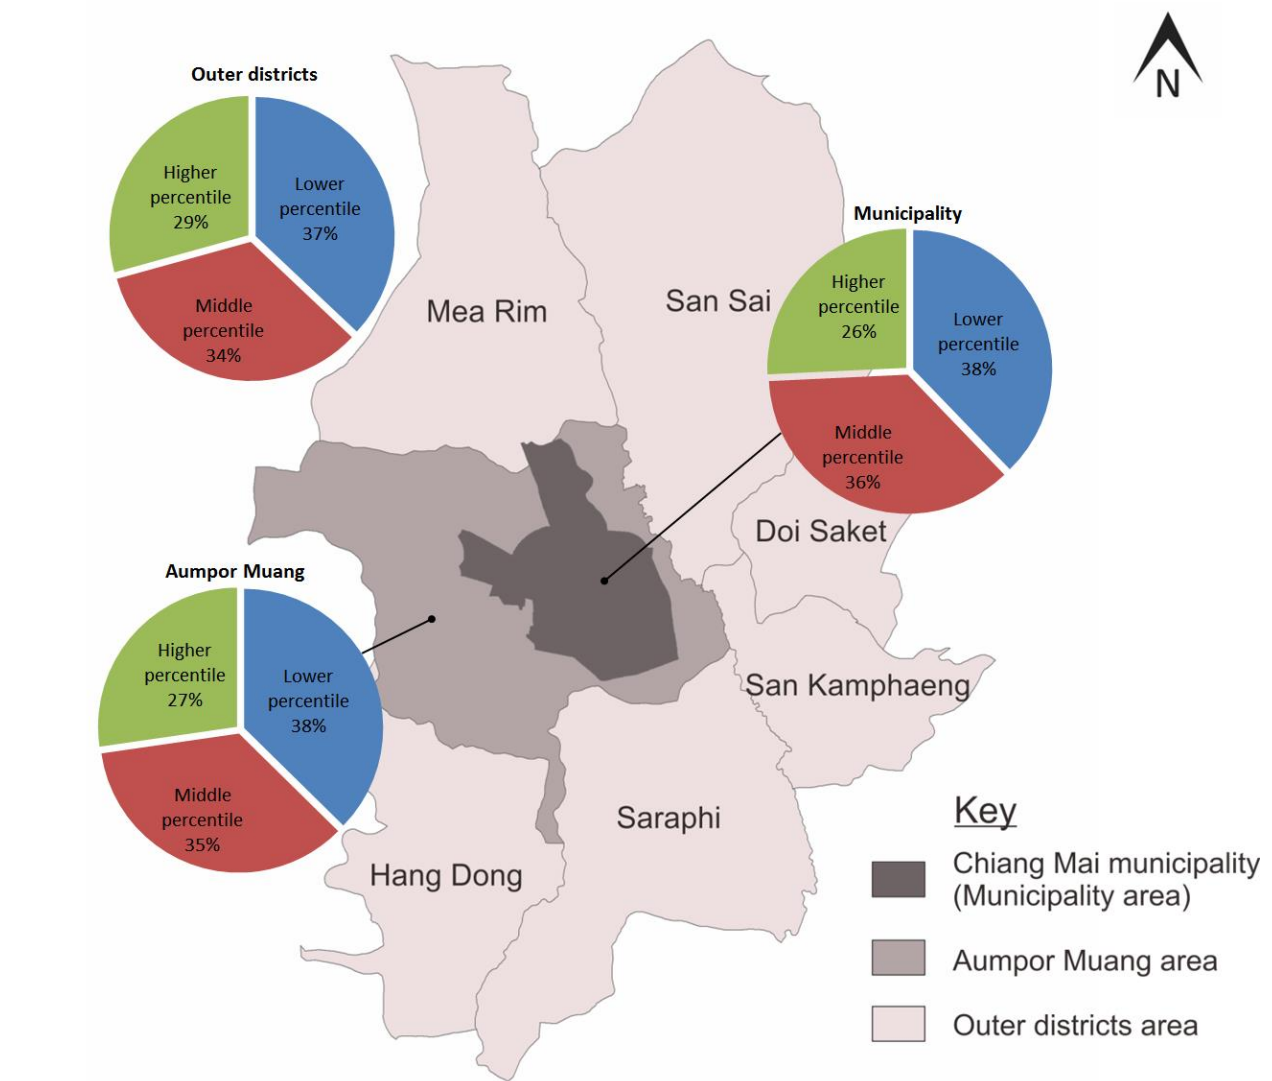 N
Outer districts
Higher
percentile
29%
Lower
percentile
37%
Middle
percentile
34%
Municipality
Higher
percentile
26%
Lower
percentile
38%
Middle
percentile
36%
Mea Rim
San Sai
Doi Saket
Aumpor Muang
Higher
percentile
27%
Lower
percentile
38%
Middle
percentile
35%
San Kamphaeng
Saraphi
Hang Dong
Key
Chiang Mai municipality
(Municipality area)
Aumpor Muang area
Outer districts area